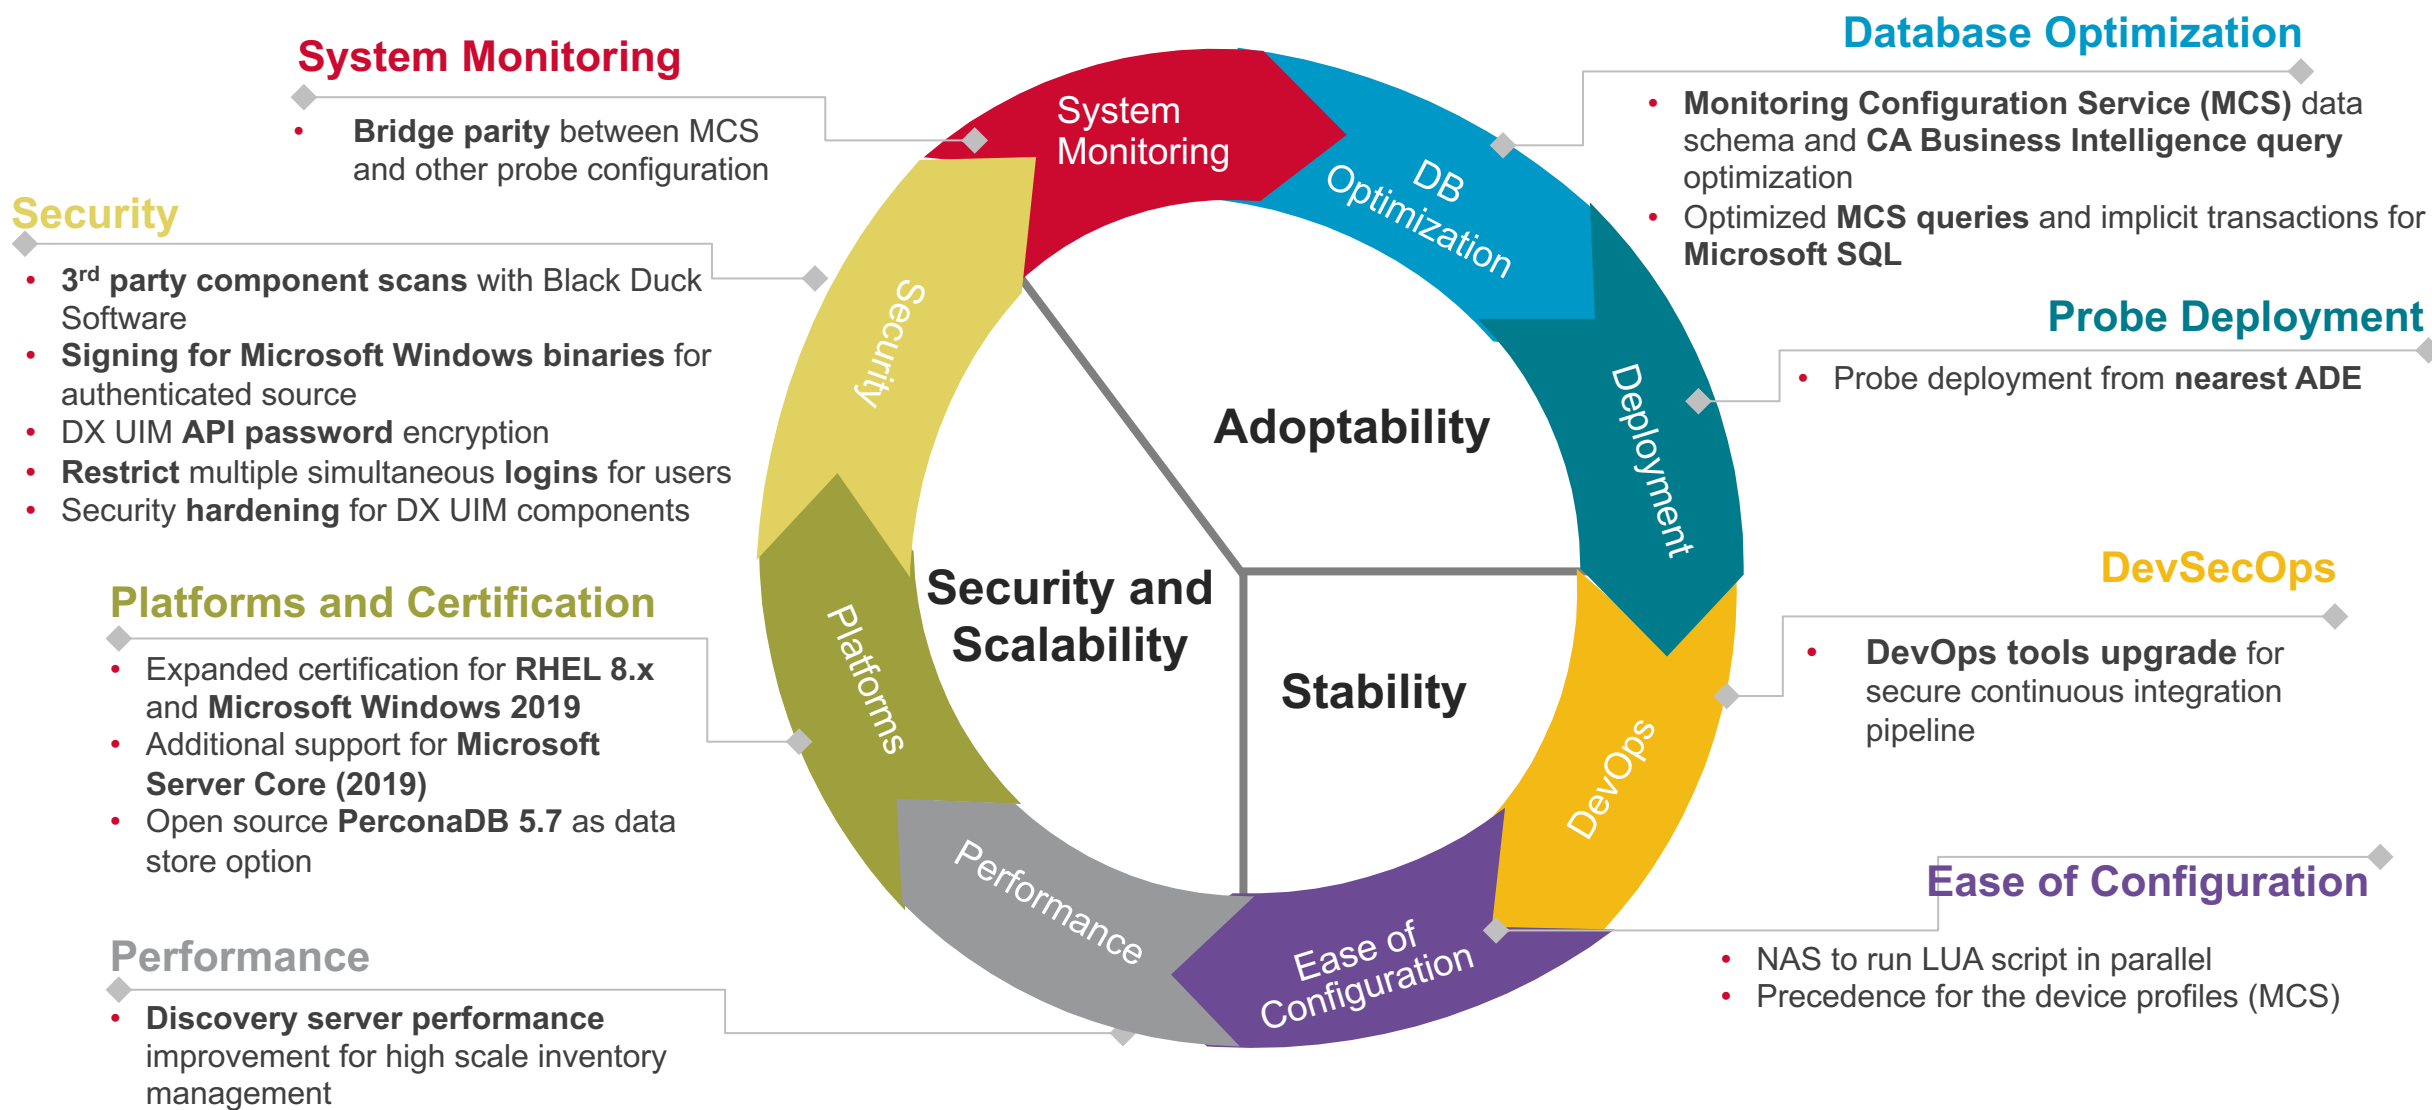 System Monitoring
• Bridge parity between MCS
and other probe configuration
Security
• 3rd party component scans with Black Duck
Software
• Signing for Microsoft Windows binaries for
authenticated source
• DX UIM API password encryption
• Restrict multiple simultaneous logins for users
• Security hardening for DX UIM components
Platforms and Certification
• Expanded certification for RHEL 8.x
and Microsoft Windows 2019
• Additional support for Microsoft
Server Core (2019)
• Open source PerconaDB 5.7 as data
store option
Performance
• Discovery server performance
improvement for high scale inventory
management
System
Monitoring
DB
Optimization
Deployment
DevOps
Ease of
Configuration
Performance
Platforms
Security
Adoptability
Security and
Scalability
Stability
Database Optimization
• Monitoring Configuration Service (MCS) data
schema and CA Business Intelligence query
optimization
• Optimized MCS queries and implicit transactions for
Microsoft SQL
Probe Deployment
• Probe deployment from nearest ADE
DevSecOps
• DevOps tools upgrade for
secure continuous integration
pipeline
Ease of Configuration
• NAS to run LUA script in parallel
• Precedence for the device profiles (MCS)